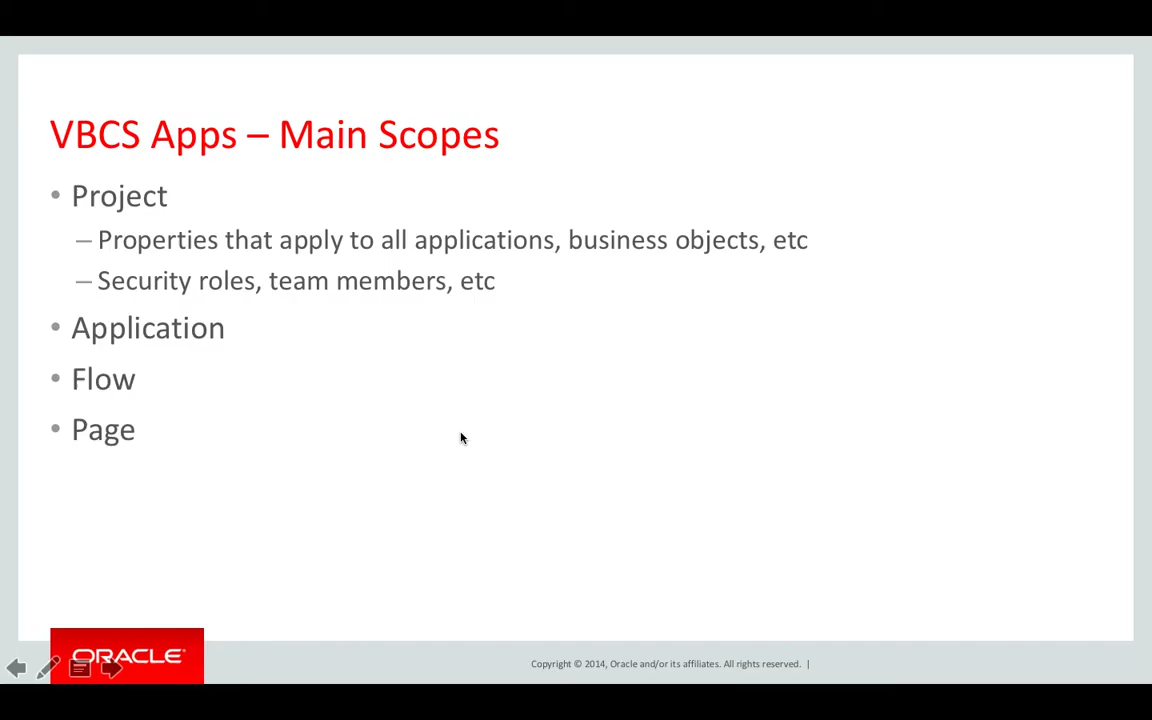 VBCS Apps – Main Scopes
• Project
– Properties that apply to all applications, business objects, etc
– Security roles, team members, etc
• Application
• Flow
• Page
ORACLE®
Copyright © 2014, Oracle and/or its affiliates. All rights reserved. |